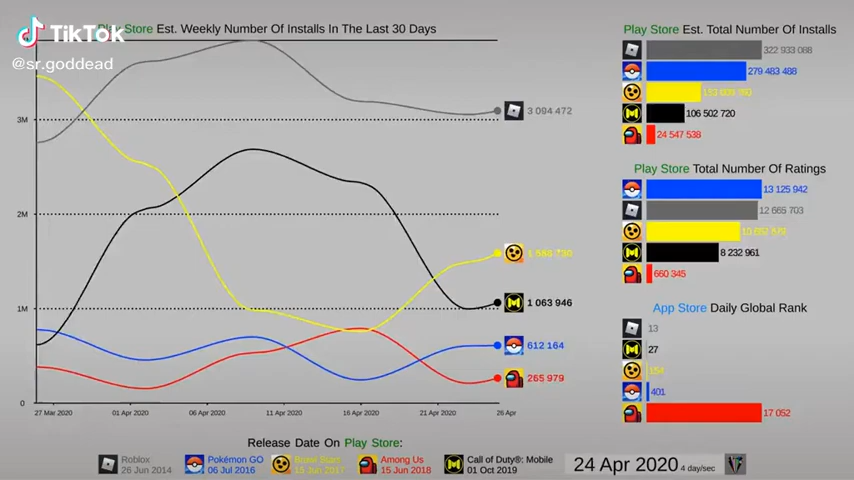 TikTok
@sr.goddead
Play Store Est. Weekly Number Of Installs In The Last 30 Days
3M
2M
1M
0
27 Mar 2020
01 Apr 2020
06 Apr 2020
11 Apr 2020
16 Apr 2020
21 Apr 2020
26 Apr
3 094 472
1 063 946
612 164
265 979
Play Store Est. Total Number Of Installs
322 933 088
279 483 488
106 502 720
24 547 538
Play Store Total Number Of Ratings
13 125 942
12 665 703
8 232 961
660 345
App Store Daily Global Rank
13
27
154
401
17 052
Release Date On Play Store:
Roblox
26 Jun 2014
Pokémon GO
06 Jul 2016
Brawl Stars
15 Jun 2017
Among Us
15 Jun 2018
Call of Duty®: Mobile
01 Oct 2019
24 Apr 2020 4 day/sec